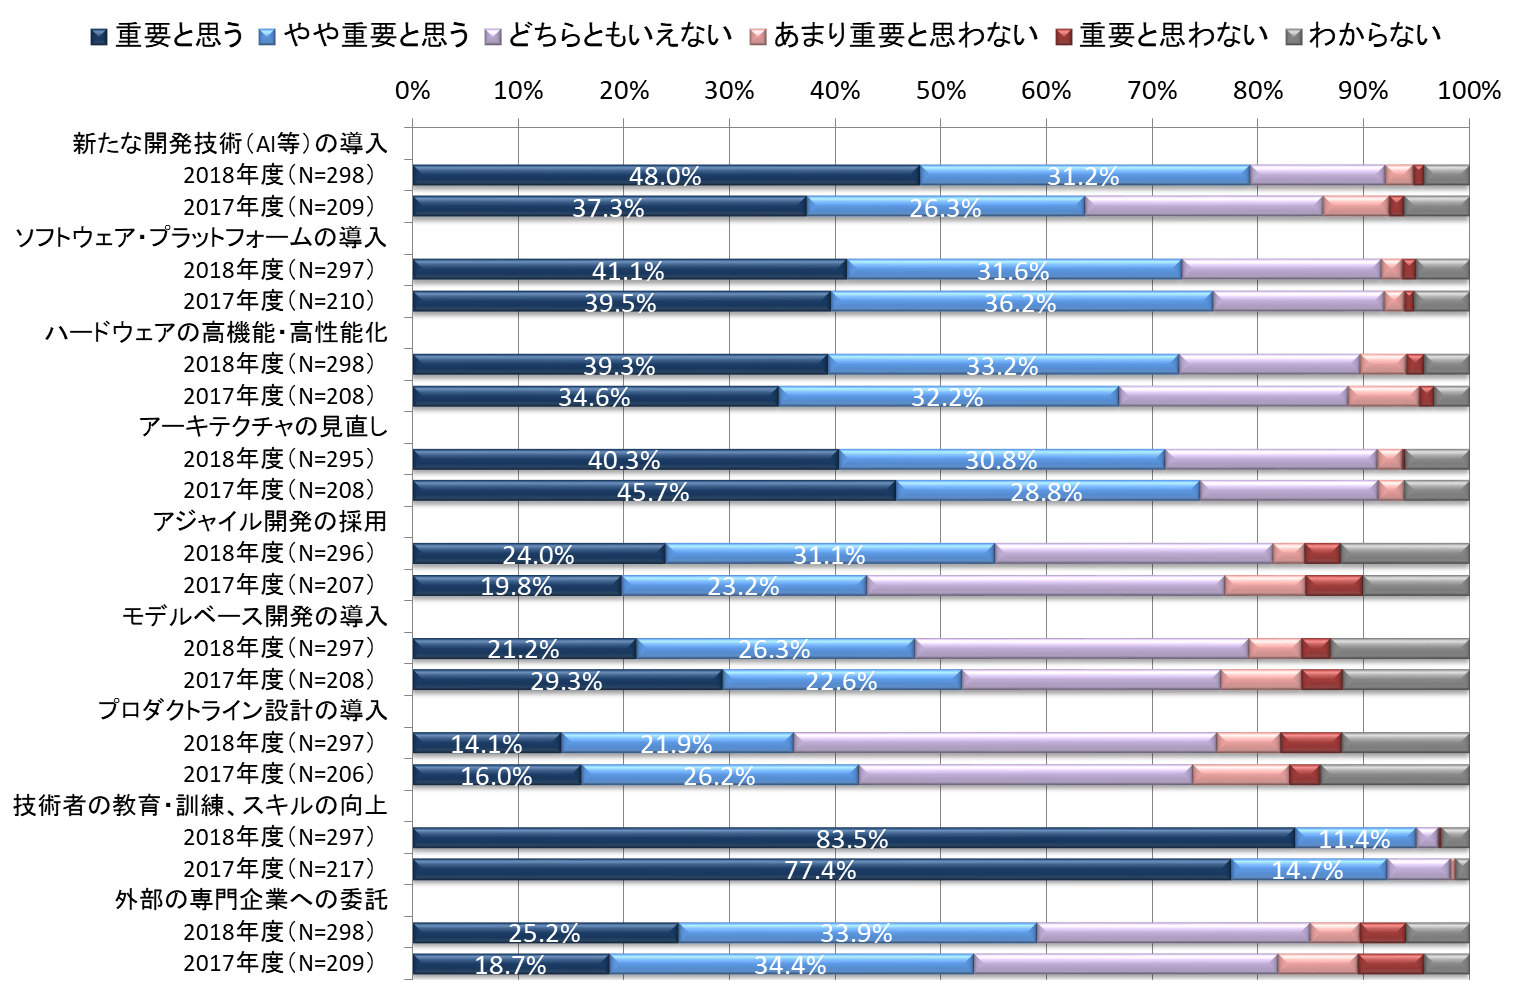 重要と思う やや重要と思う どちらともいえない あまり重要と思わない 重要と思わない わからない
0% 10% 20% 30% 40% 50% 60% 70% 80% 90% 100%
新たな開発技術（AI等）の導入
2018年度（N=298） 48.0% 31.2%
2017年度（N=209） 37.3% 26.3%
ソフトウェア・プラットフォームの導入
2018年度（N=297） 41.1% 31.6%
2017年度（N=210） 39.5% 36.2%
ハードウェアの高機能・高性能化
2018年度（N=298） 39.3% 33.2%
2017年度（N=208） 34.6% 32.2%
アーキテクチャの見直し
2018年度（N=295） 40.3% 30.8%
2017年度（N=208） 45.7% 28.8%
アジャイル開発の採用
2018年度（N=296） 24.0% 31.1%
2017年度（N=207） 19.8% 23.2%
モデルベース開発の導入
2018年度（N=297） 21.2% 26.3%
2017年度（N=208） 29.3% 22.6%
プロダクトライン設計の導入
2018年度（N=297） 14.1% 21.9%
2017年度（N=206） 16.0% 26.2%
技術者の教育・訓練、スキルの向上
2018年度（N=297） 83.5% 11.4%
2017年度（N=217） 77.4% 14.7%
外部の専門企業への委託
2018年度（N=298） 25.2% 33.9%
2017年度（N=209） 18.7% 34.4%